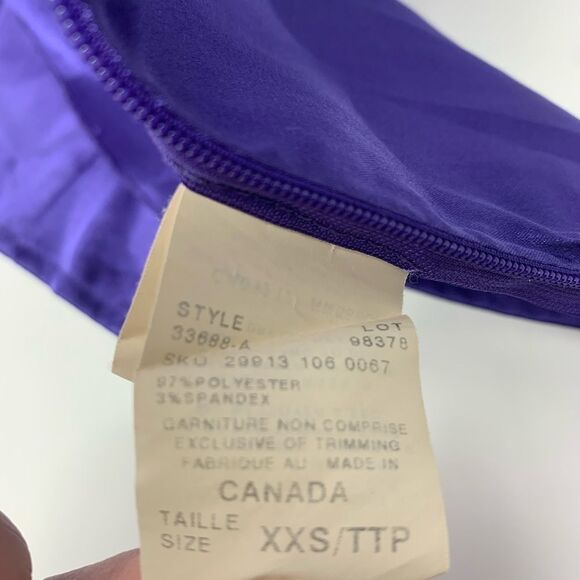 STYLE LOT
33688-A 98378
SKU 29913 106 0067
97%POLYESTER
3%SPANDEX
GARNITURE NON COMPRISE
EXCLUSIVE OF TRIMMING
FABRIQUE AU MADE IN
CANADA
TAILLE
SIZE XXS/TTP